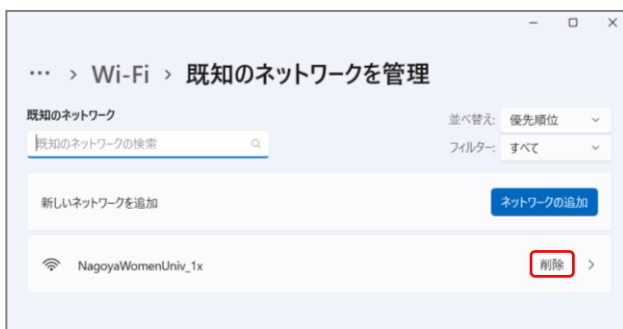 … > Wi-Fi > 既知のネットワークを管理
既知のネットワーク
並べ替え: 優先順位
既知のネットワークの検索
フィルター: すべて
新しいネットワークを追加 ネットワークの追加
NagoyaWomenUniv_1x 削除